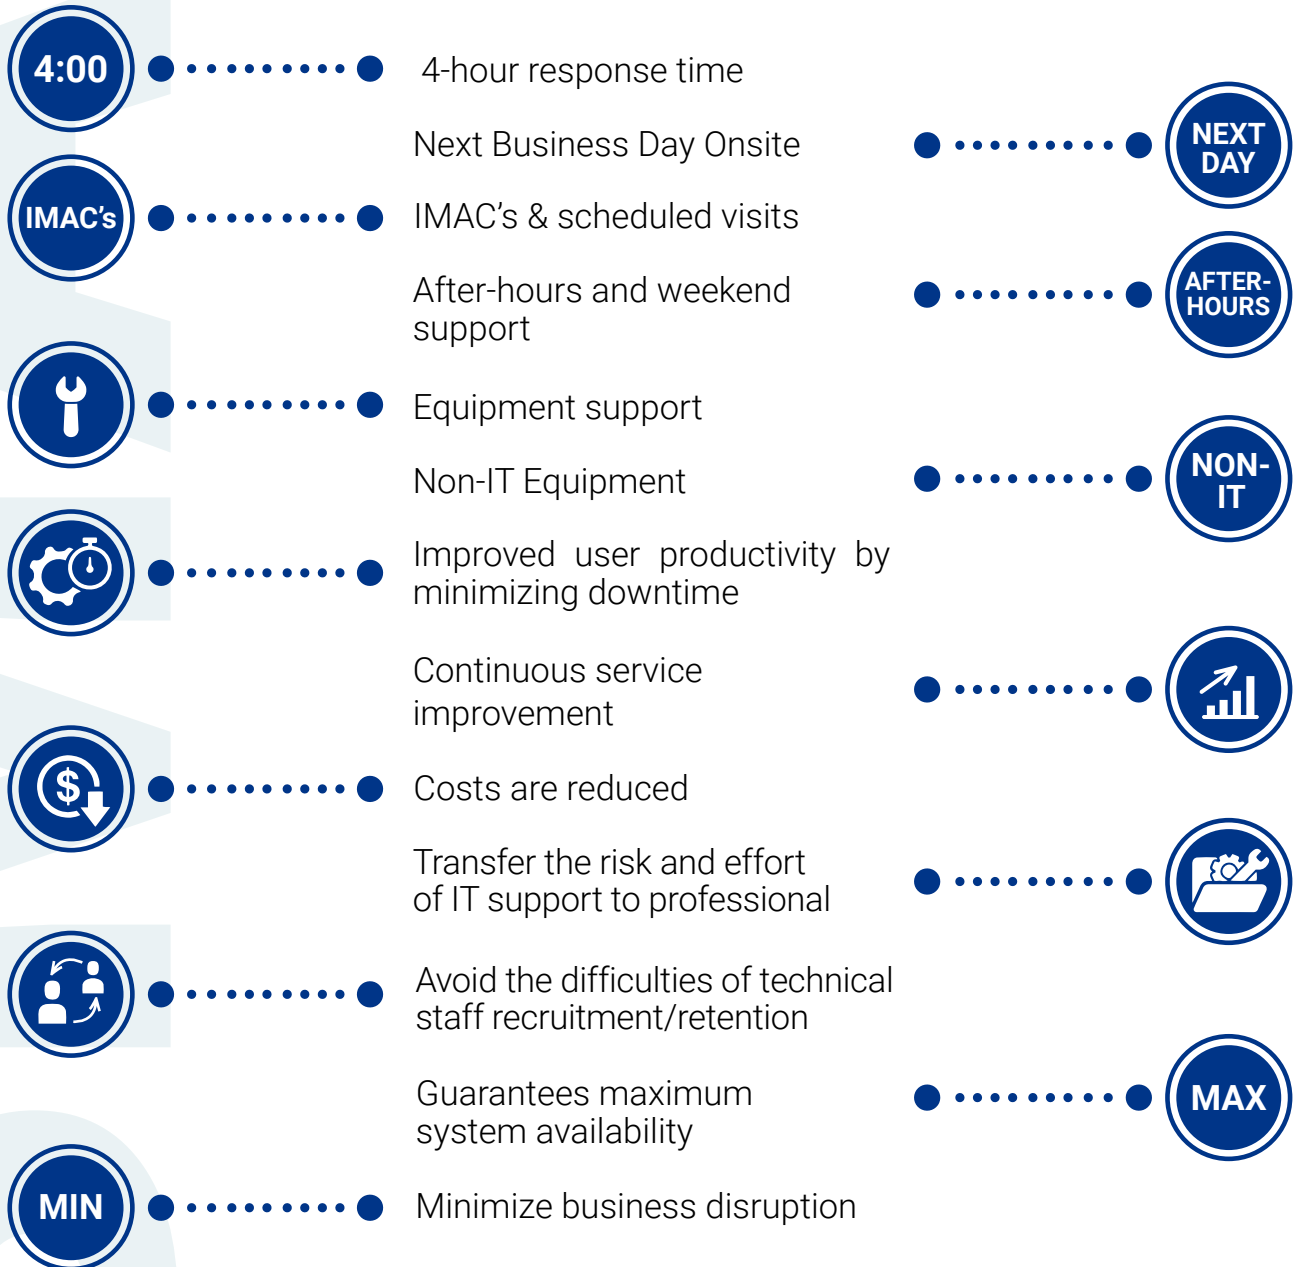 4:00
4-hour response time
Next Business Day Onsite
NEXT
DAY
IMAC's
IMAC's & scheduled visits
After-hours and weekend
support
AFTER-
HOURS
Equipment support
Non-IT Equipment
NON-
IT
Improved user productivity by
minimizing downtime
Continuous service
improvement
$
Costs are reduced
Transfer the risk and effort
of IT support to professional
Avoid the difficulties of technical
staff recruitment/retention
Guarantees maximum
system availability
MAX
MIN
Minimize business disruption